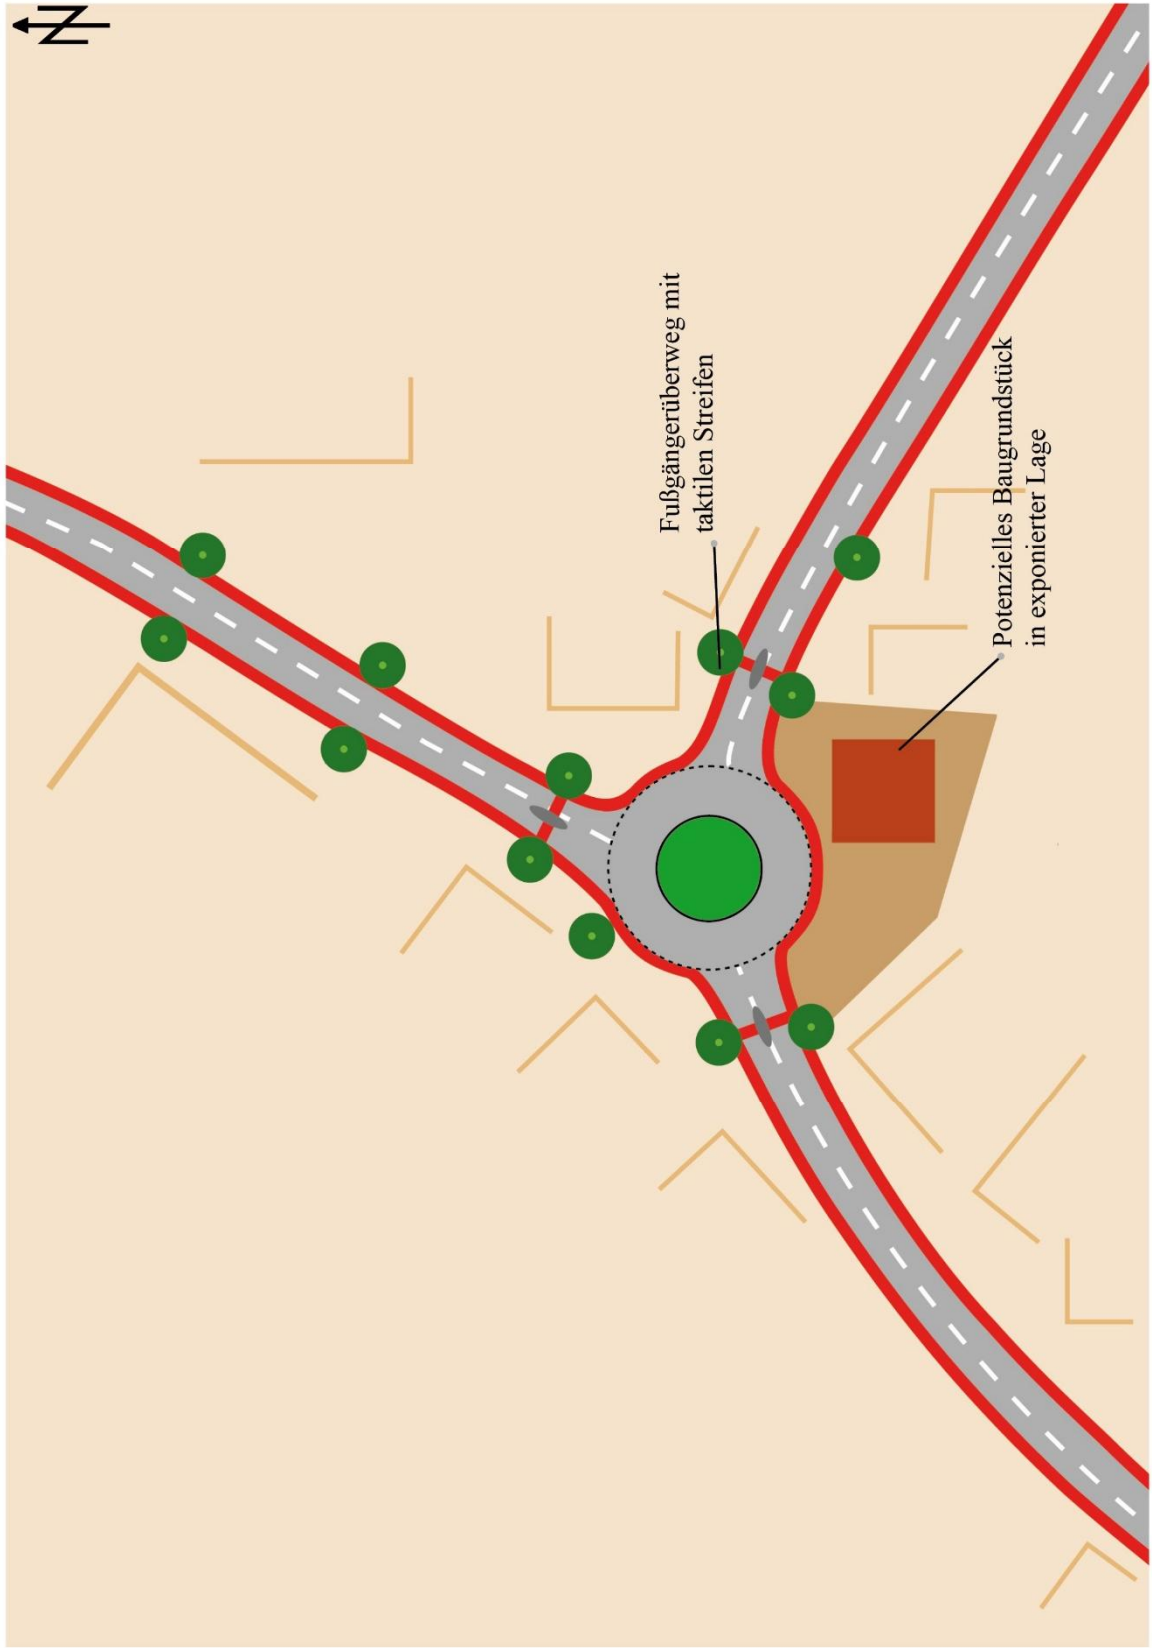 N
Fußgängerüberweg mit
taktilen Streifen
Potenzielles Baugrundstück
in exponierter Lage